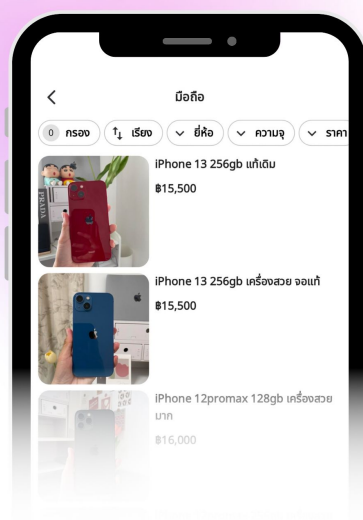 มือถือ
0 กรอง เรียง ยี่ห้อ ความจุ ราคา
iPhone 13 256gb แท้เดิม
฿15,500
PRADA
iPhone 13 256gb เครื่องสวย จอแท้
฿15,500
iPhone 12promax 128gb เครื่องสวย
มาก
฿16,000